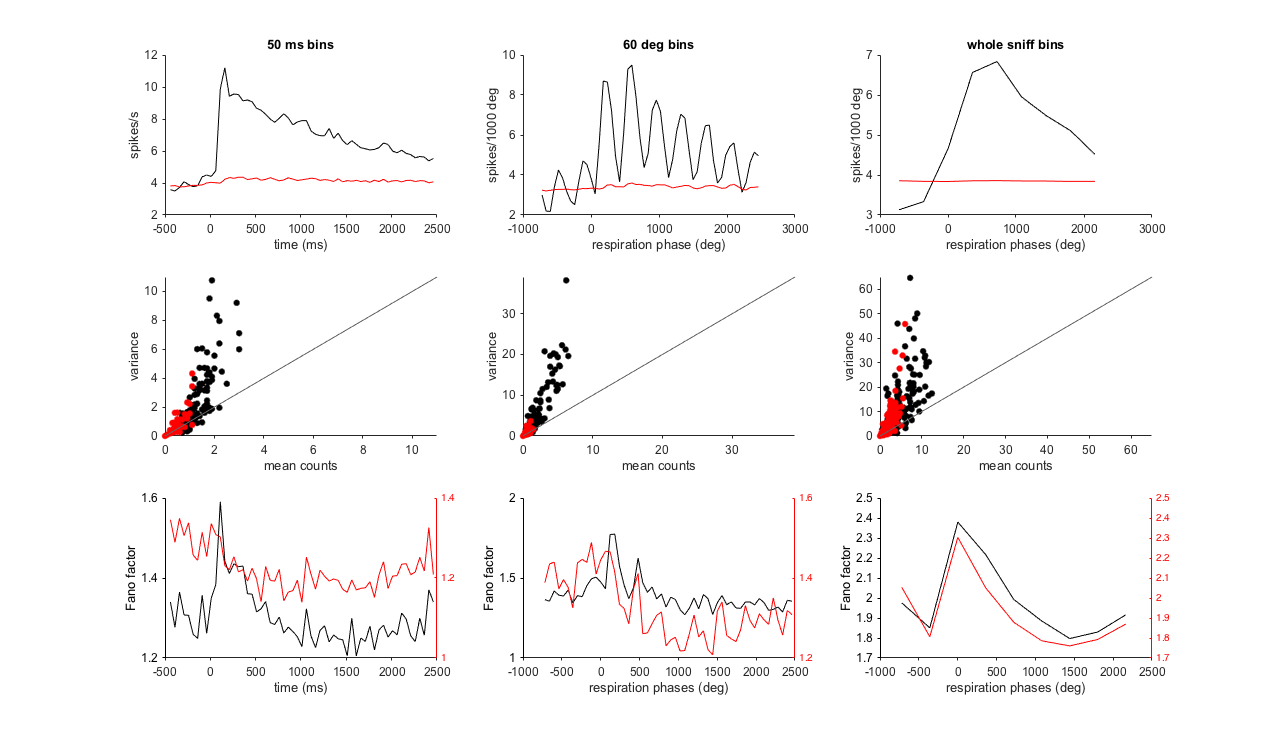 50 ms bins
60 deg bins
whole sniff bins
12
10
8
6
4
2
spikes/s
-500 0 500 1000 1500 2000 2500
time (ms)
10
8
6
4
2
spikes/1000 deg
-1000 0 1000 2000 3000
respiration phase (deg)
7
6
5
4
3
spikes/1000 deg
-1000 0 1000 2000 3000
respiration phases (deg)
10
8
6
4
2
0
variance
0 2 4 6 8 10
mean counts
30
20
10
0
variance
0 10 20 30
mean counts
60
50
40
30
20
10
0
variance
0 10 20 30 40 50 60
mean counts
1.6
1.4
1.2
Fano factor
1.4
1.2
1
-500 0 500 1000 1500 2000 2500
time (ms)
2
1.5
1
Fano factor
1.6
1.4
1.2
-1000 -500 0 500 1000 1500 2000 2500
respiration phases (deg)
2.5
2.4
2.3
2.2
2.1
2
1.9
1.8
1.7
Fano factor
2.5
2.4
2.3
2.2
2.1
2
1.9
1.8
1.7
-1000 -500 0 500 1000 1500 2000 2500
respiration phases (deg)